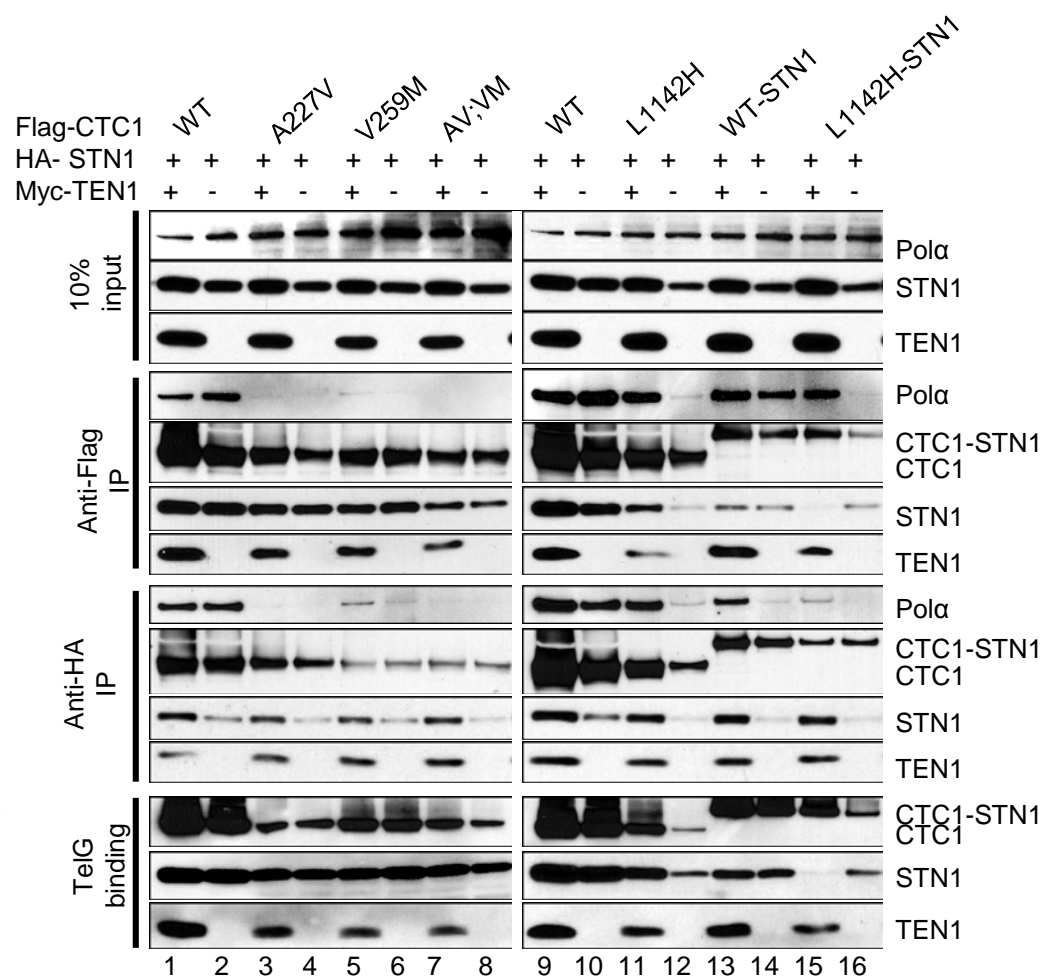 Flag-CTC1 WT A227V V259M AV;VM WT L1142H WT-STN1 L1142H-STN1
HA- STN1 + + + + + + + + + + + + + + + +
Myc-TEN1 + - + - + - + - + - + - + - + -
10% input
Polα
STN1
TEN1
Anti-Flag IP
Polα
CTC1-STN1
CTC1
STN1
TEN1
Anti-HA IP
Polα
CTC1-STN1
CTC1
STN1
TEN1
TelG binding
CTC1-STN1
CTC1
STN1
TEN1
1 2 3 4 5 6 7 8 9 10 11 12 13 14 15 16